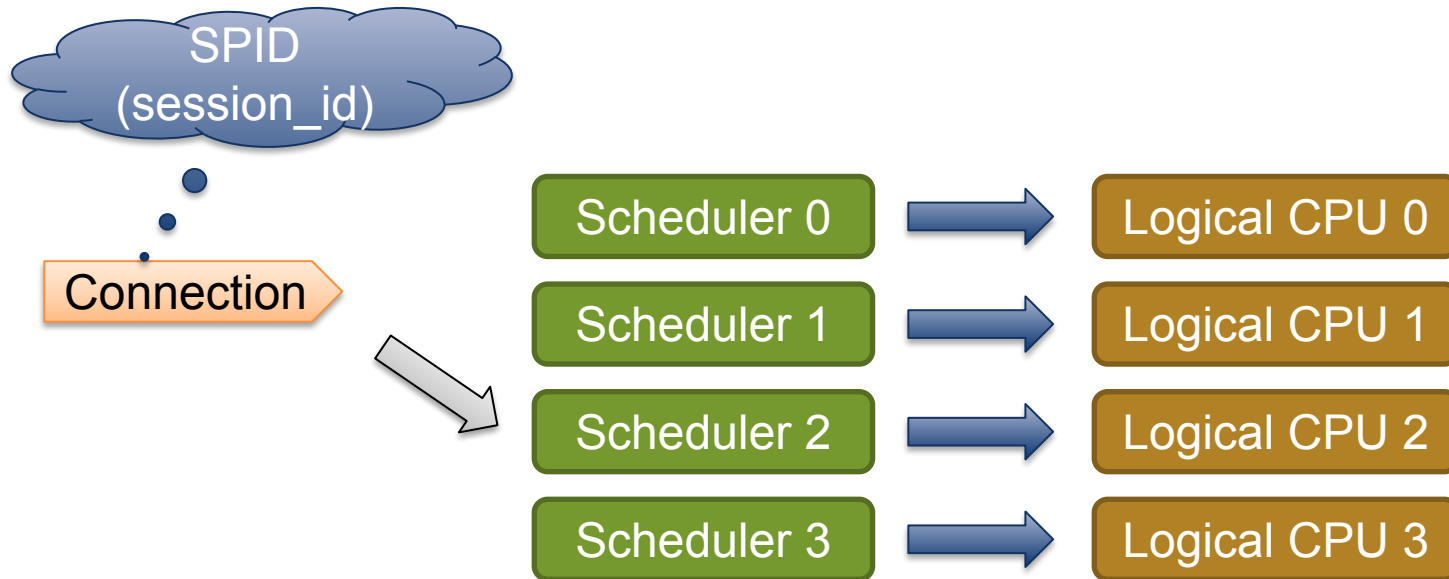 SPID
(session_id)
Connection
Scheduler 0
Logical CPU 0
Scheduler 1
Logical CPU 1
Scheduler 2
Logical CPU 2
Scheduler 3
Logical CPU 3